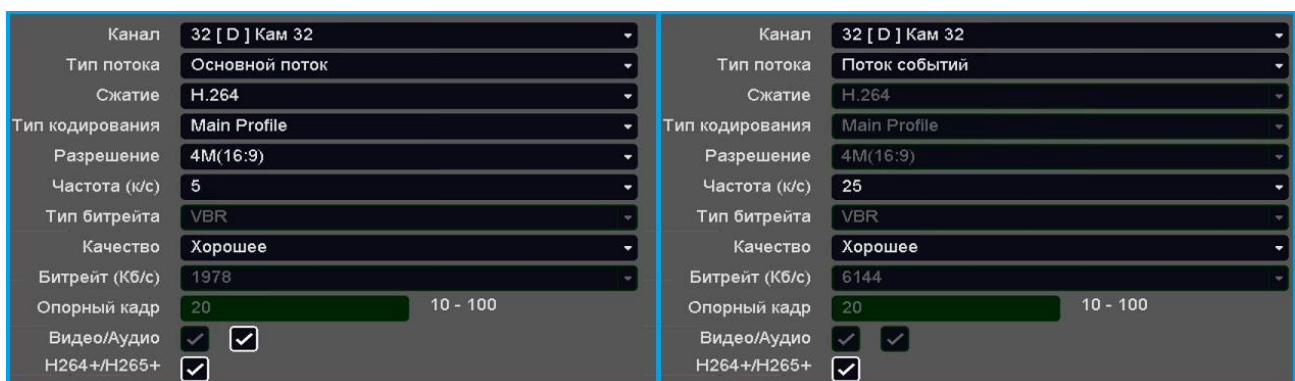 Канал 32 [ D ] Кам 32
Тип потока Основной поток
Сжатие H.264
Тип кодирования Main Profile
Разрешение 4M(16:9)
Частота (к/с) 5
Тип битрейта VBR
Качество Хорошее
Битрейт (Кб/с) 1978
Опорный кадр 20 10 - 100
Видео/Аудио
H264+/H265+
Канал 32 [ D ] Кам 32
Тип потока Поток событий
Сжатие H.264
Тип кодирования Main Profile
Разрешение 4M(16:9)
Частота (к/с) 25
Тип битрейта VBR
Качество Хорошее
Битрейт (Кб/с) 6144
Опорный кадр 20 10 - 100
Видео/Аудио
H264+/H265+